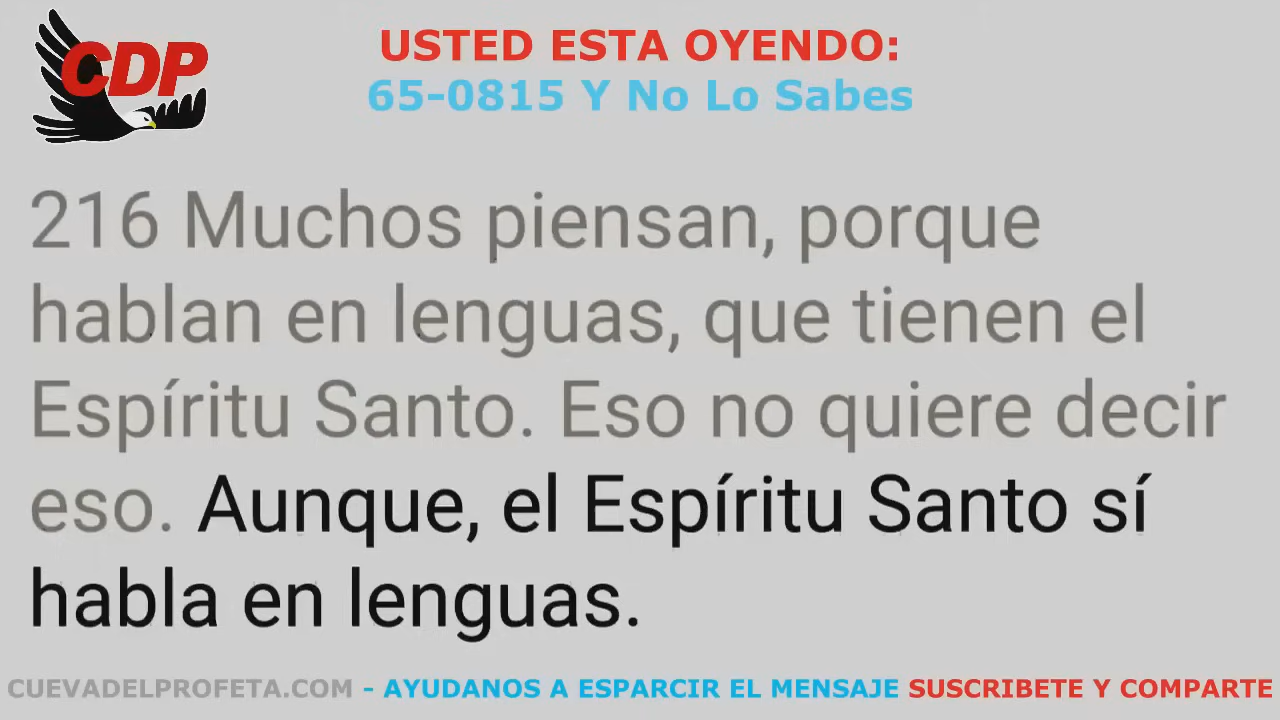 CDP
USTED ESTA OYENDO:
65-0815 Y No Lo Sabes
216 Muchos piensan, porque
hablan en lenguas, que tienen el
Espíritu Santo. Eso no quiere decir
eso. Aunque, el Espíritu Santo sí
habla en lenguas.
CUEVADELPROFETA.COM - AYUDANOS A ESPARCIR EL MENSAJE SUSCRIBETE Y COMPARTE